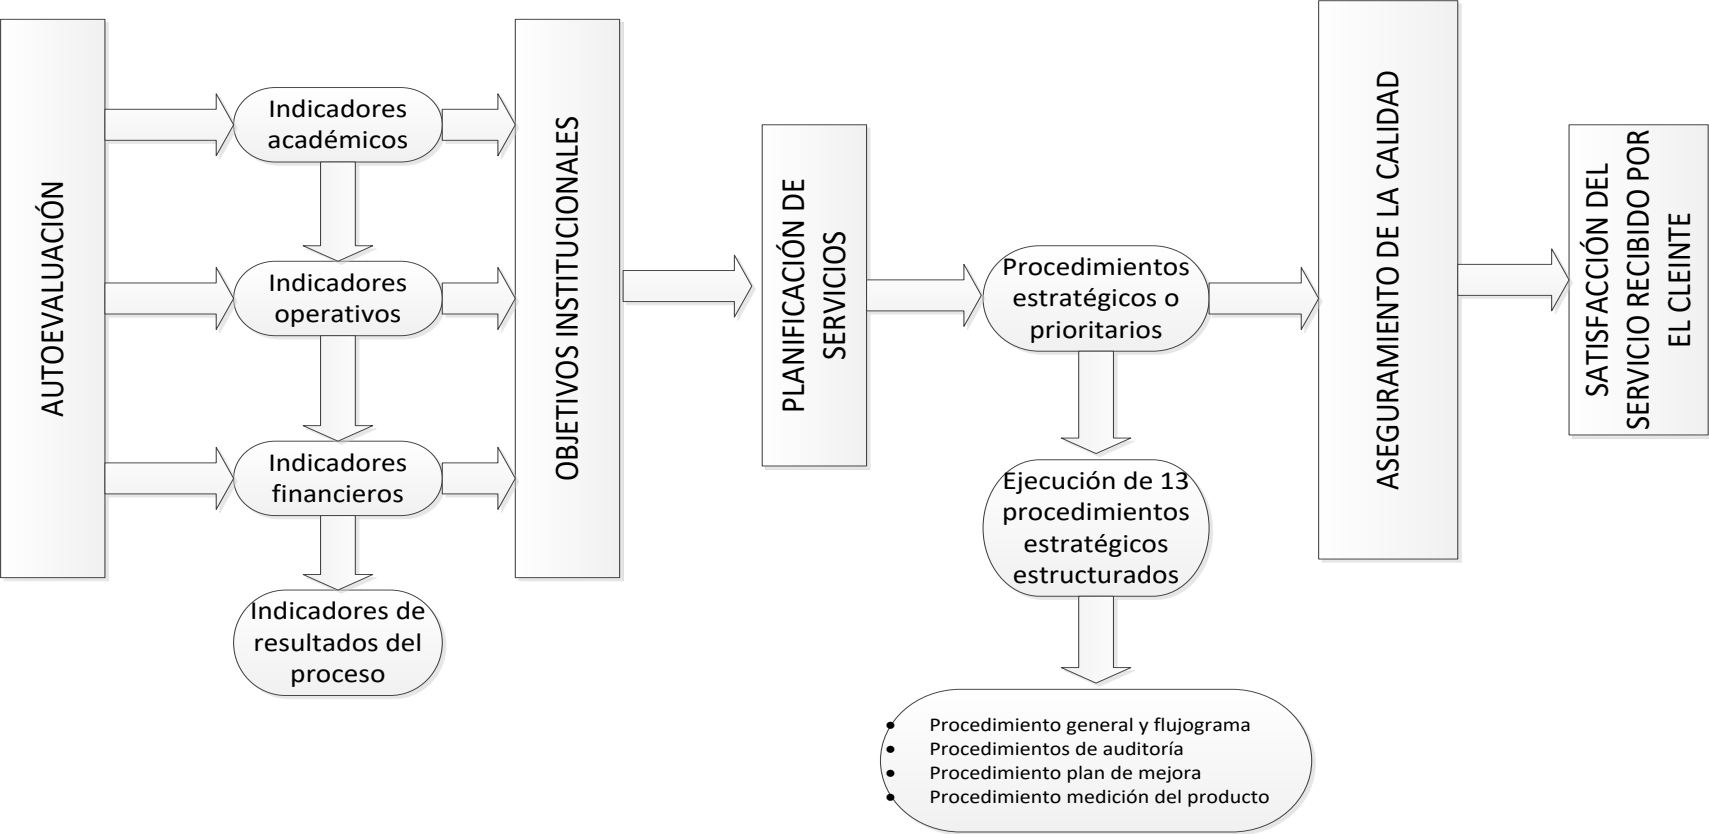 AUTOEVALUACIÓN
Indicadores
académicos
Indicadores
operativos
Indicadores
financieros
Indicadores de
resultados del
proceso
OBJETIVOS INSTITUCIONALES
PLANIFICACIÓN DE
SERVICIOS
Procedimientos
estratégicos o
prioritarios
Ejecución de 13
procedimientos
estratégicos
estructurados
• Procedimiento general y flujograma
• Procedimientos de auditoría
• Procedimiento plan de mejora
• Procedimiento medición del producto
ASEGURAMIENTO DE LA CALIDAD
SATISFACCIÓN DEL
SERVICIO RECIBIDO POR
EL CLEINTE